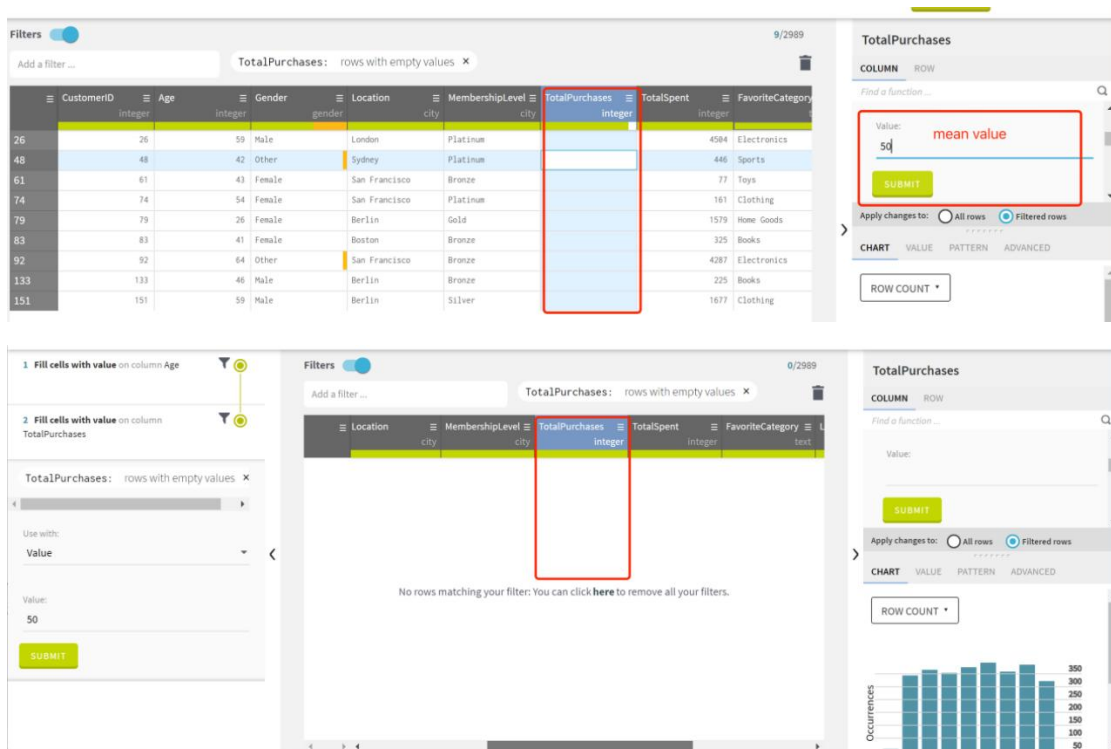 Filters
9/2989
Add a filter ...
TotalPurchases: rows with empty values ×
CustomerID Age Gender Location MembershipLevel TotalPurchases TotalSpent FavoriteCategory
integer integer gender city city integer integer t
26 26 59 Male London Platinum 4504 Electronics
48 48 42 Other Sydney Platinum 446 Sports
61 61 43 Female San Francisco Bronze 77 Toys
74 74 54 Female San Francisco Platinum 161 Clothing
79 79 26 Female Berlin Gold 1579 Home Goods
83 83 41 Female Boston Bronze 325 Books
92 92 64 Other San Francisco Bronze 4287 Electronics
133 133 46 Male Berlin Bronze 225 Books
151 151 59 Male Berlin Silver 1677 Clothing
TotalPurchases
COLUMN ROW
Find a function ...
Value:
50
mean value
SUBMIT
Apply changes to: All rows Filtered rows
CHART VALUE PATTERN ADVANCED
ROW COUNT
1 Fill cells with value on column Age
2 Fill cells with value on column
TotalPurchases
TotalPurchases: rows with empty values ×
Use with:
Value
Value:
50
SUBMIT
Filters
0/2989
Add a filter ...
TotalPurchases: rows with empty values ×
Location MembershipLevel TotalPurchases TotalSpent FavoriteCategory L
city city integer integer text
No rows matching your filter: You can click here to remove all your filters.
TotalPurchases
COLUMN ROW
Find a function ...
Value:
SUBMIT
Apply changes to: All rows Filtered rows
CHART VALUE PATTERN ADVANCED
ROW COUNT
Occurrences
350
300
250
200
150
100
50